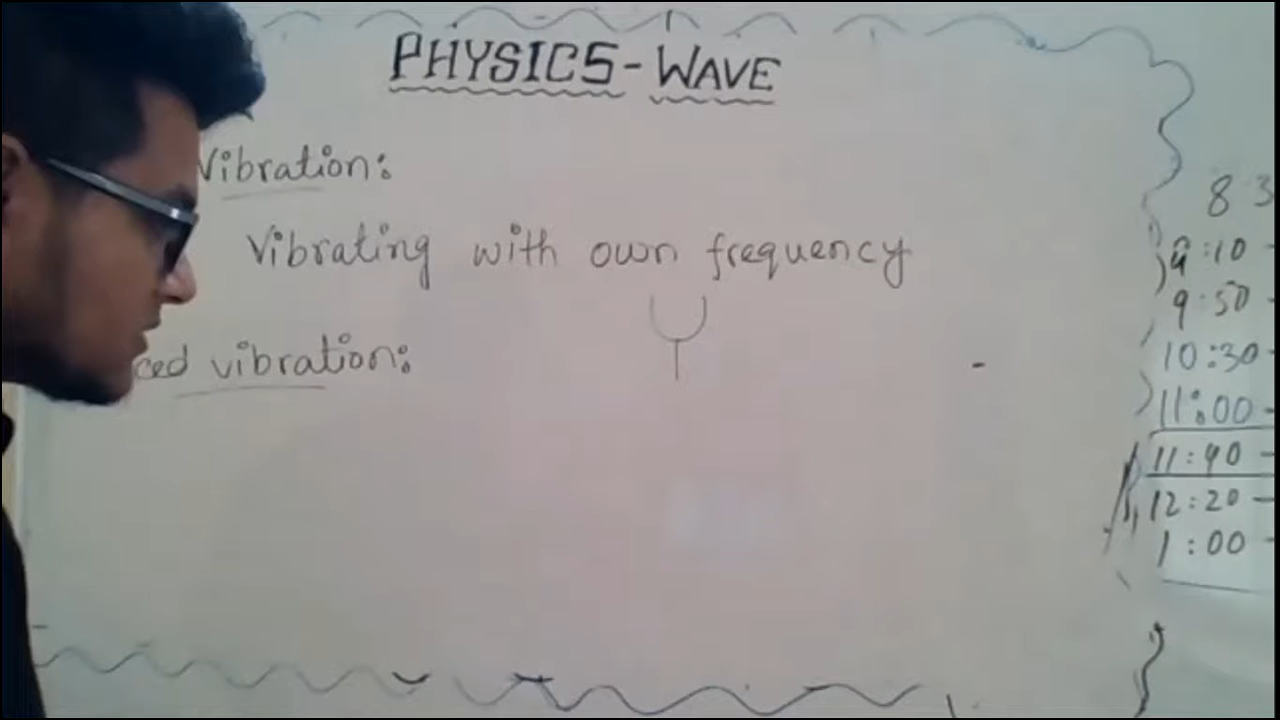 PHYSICS - WAVE
Vibration:
Vibrating with own frequency
ced vibration:
8 3
9:10 -
9:50 -
10:30 -
11:00 -
11:40 -
12:20 -
1:00 -